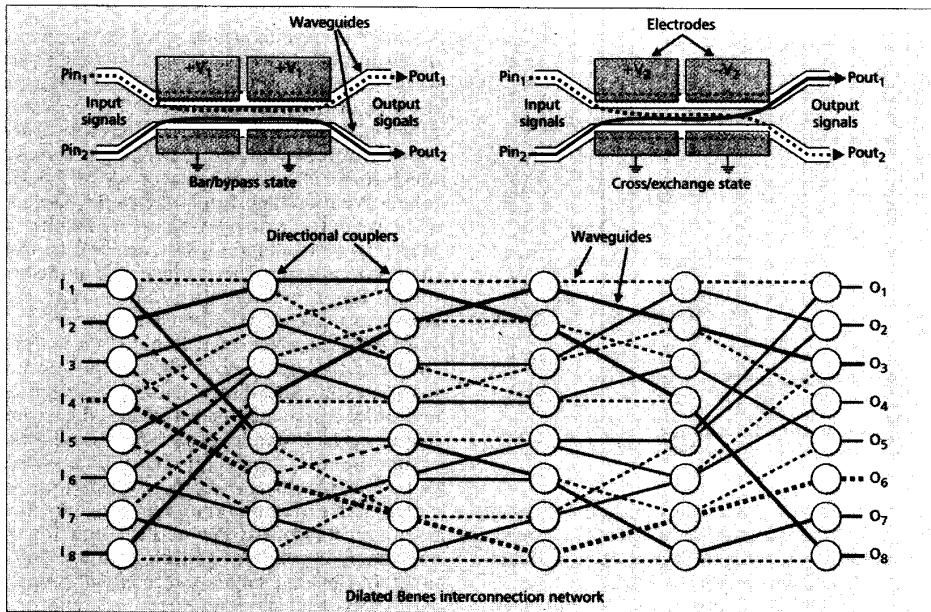 Waveguides
Electrodes
+V1 +V1
+V2 -V2
Pin1 Pout1
Pin1 Pout1
Input signals Output signals
Input signals Output signals
Pin2 Pout2
Pin2 Pout2
Bar/bypass state
Cross/exchange state
Directional couplers
Waveguides
I1 O1
I2 O2
I3 O3
I4 O4
I5 O5
I6 O6
I7 O7
I8 O8
Dilated Benes interconnection network